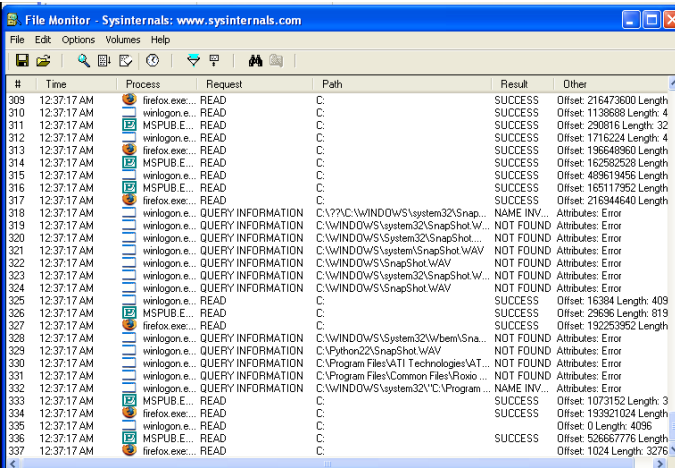 File Monitor - Sysinternals: www.sysinternals.com
File Edit Options Volumes Help
# Time Process Request Path Result Other
309 12:37:17 AM firefox.exe:... READ C: SUCCESS Offset: 216473600 Length
310 12:37:17 AM winlogon.e... READ C: SUCCESS Offset: 1138688 Length: 4
311 12:37:17 AM MSPUB.E... READ C: SUCCESS Offset: 290816 Length: 32
312 12:37:17 AM winlogon.e... READ C: SUCCESS Offset: 1716224 Length: 4
313 12:37:17 AM firefox.exe:... READ C: SUCCESS Offset: 196648960 Length
314 12:37:17 AM MSPUB.E... READ C: SUCCESS Offset: 162582528 Length
315 12:37:17 AM winlogon.e... READ C: SUCCESS Offset: 489619456 Length
316 12:37:17 AM MSPUB.E... READ C: SUCCESS Offset: 165117952 Length
317 12:37:17 AM firefox.exe:... READ C: SUCCESS Offset: 216944640 Length
318 12:37:17 AM winlogon.e... QUERY INFORMATION C:\??\C:\WINDOWS\system32\Snap... NAME INV... Attributes: Error
319 12:37:17 AM winlogon.e... QUERY INFORMATION C:\WINDOWS\system32\SnapShot.W... NOT FOUND Attributes: Error
320 12:37:17 AM winlogon.e... QUERY INFORMATION C:\WINDOWS\System32\SnapShot.... NOT FOUND Attributes: Error
321 12:37:17 AM winlogon.e... QUERY INFORMATION C:\WINDOWS\system\SnapShot.WAV NOT FOUND Attributes: Error
322 12:37:17 AM winlogon.e... QUERY INFORMATION C:\WINDOWS\SnapShot.WAV NOT FOUND Attributes: Error
323 12:37:17 AM winlogon.e... QUERY INFORMATION C:\WINDOWS\system32\SnapShot.W... NOT FOUND Attributes: Error
324 12:37:17 AM winlogon.e... QUERY INFORMATION C:\WINDOWS\SnapShot.WAV NOT FOUND Attributes: Error
325 12:37:17 AM winlogon.e... READ C: SUCCESS Offset: 16384 Length: 409
326 12:37:17 AM MSPUB.E... READ C: SUCCESS Offset: 29696 Length: 819
327 12:37:17 AM firefox.exe:... READ C: SUCCESS Offset: 192253952 Length
328 12:37:17 AM winlogon.e... QUERY INFORMATION C:\WINDOWS\System32\Wbem\Sna... NOT FOUND Attributes: Error
329 12:37:17 AM winlogon.e... QUERY INFORMATION C:\Python22\SnapShot.WAV NOT FOUND Attributes: Error
330 12:37:17 AM winlogon.e... QUERY INFORMATION C:\Program Files\ATI Technologies\AT... NOT FOUND Attributes: Error
331 12:37:17 AM winlogon.e... QUERY INFORMATION C:\Program Files\Common Files\Roxio ... NOT FOUND Attributes: Error
332 12:37:17 AM winlogon.e... QUERY INFORMATION C:\WINDOWS\system32\"C:\Program ... NAME INV... Attributes: Error
333 12:37:17 AM MSPUB.E... READ C: SUCCESS Offset: 1073152 Length: 3
334 12:37:17 AM firefox.exe:... READ C: SUCCESS Offset: 193921024 Length
335 12:37:17 AM winlogon.e... READ C: Offset: 0 Length: 4096
336 12:37:17 AM MSPUB.E... READ C: SUCCESS Offset: 526667776 Length
337 12:37:17 AM firefox.exe:... READ C: Offset: 1024 Length: 3276